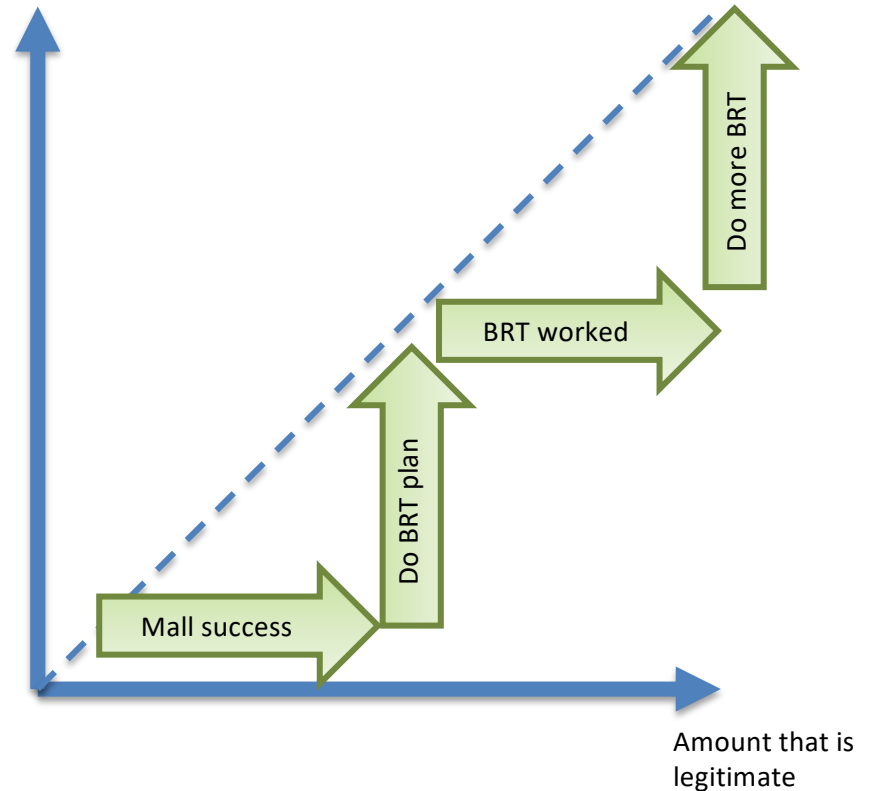 Do more BRT
BRT worked
Do BRT plan
Mall success
Amount that is
legitimate